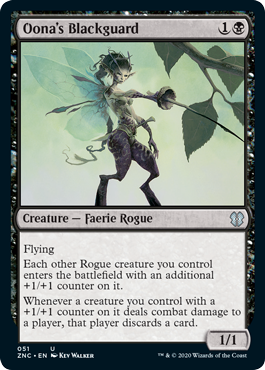 Oona's Blackguard 1
Creature — Faerie Rogue
Flying
Each other Rogue creature you control
enters the battlefield with an additional
+1/+1 counter on it.
Whenever a creature you control with a
+1/+1 counter on it deals combat damage to
a player, that player discards a card.
1/1
051 U
ZNC • EN Key Walker
™ & © 2020 Wizards of the Coast